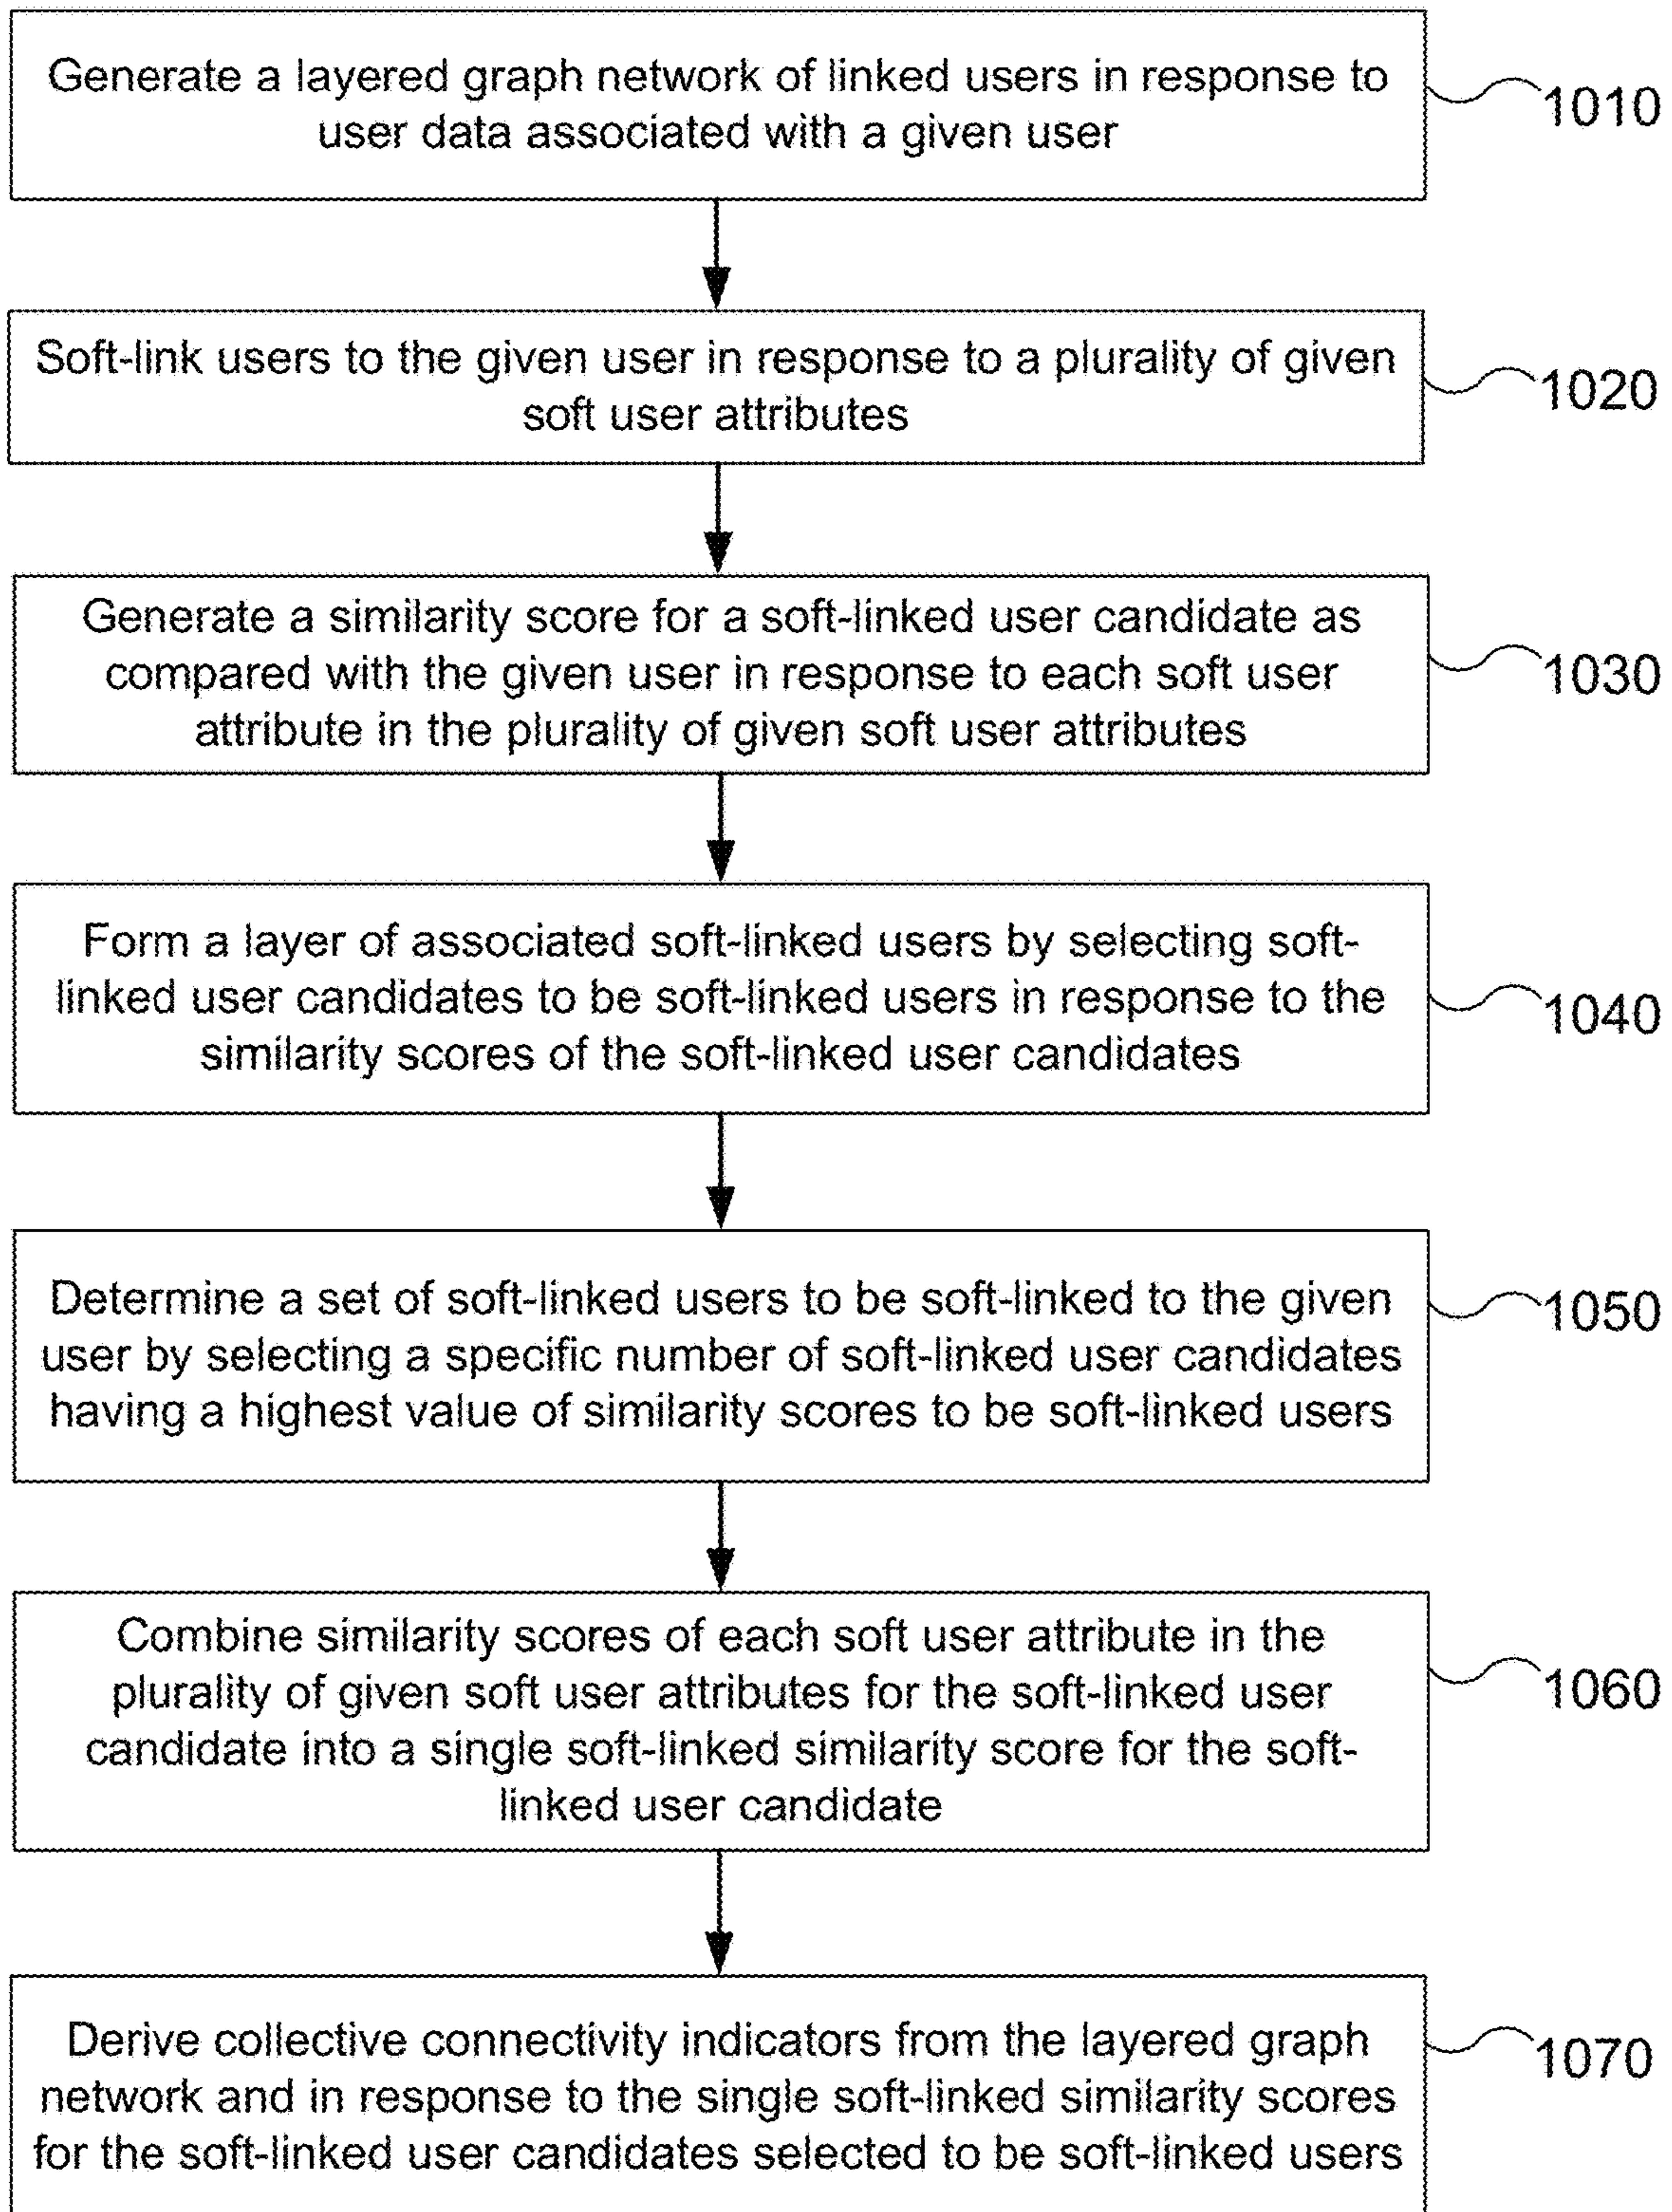 Generate a layered graph network of linked users in response to
user data associated with a given user
1010
Soft-link users to the given user in response to a plurality of given
soft user attributes
1020
Generate a similarity score for a soft-linked user candidate as
compared with the given user in response to each soft user
attribute in the plurality of given soft user attributes
1030
Form a layer of associated soft-linked users by selecting soft-
linked user candidates to be soft-linked users in response to the
similarity scores of the soft-linked user candidates
1040
Determine a set of soft-linked users to be soft-linked to the given
user by selecting a specific number of soft-linked user candidates
having a highest value of similarity scores to be soft-linked users
1050
Combine similarity scores of each soft user attribute in the
plurality of given soft user attributes for the soft-linked user
candidate into a single soft-linked similarity score for the soft-
linked user candidate
1060
Derive collective connectivity indicators from the layered graph
network and in response to the single soft-linked similarity scores
for the soft-linked user candidates selected to be soft-linked users
1070